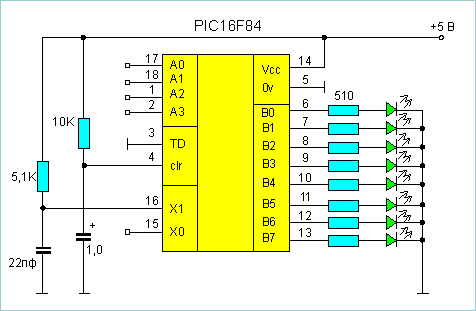 PIC16F84
+5 В
17 A0
18 A1
1 A2
2 A3
3 TD
4 clr
16 X1
15 X0
Vcc 14
0v 5
B0 6
510
B1 7
B2 8
B3 9
B4 10
B5 11
B6 12
B7 13
10K
5,1K
+
1,0
22пф